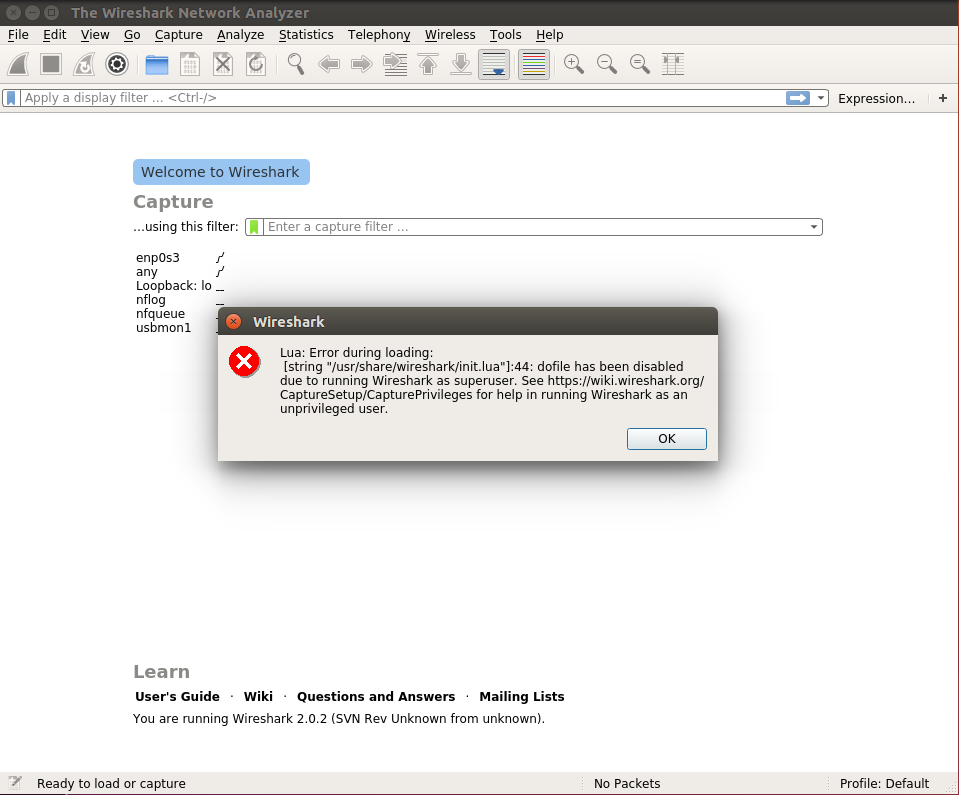 The Wireshark Network Analyzer
File Edit View Go Capture Analyze Statistics Telephony Wireless Tools Help
Apply a display filter ... <Ctrl-/>
Expression... +
Welcome to Wireshark
Capture
...using this filter: Enter a capture filter ...
enp0s3
any
Loopback: lo
nflog
nfqueue
usbmon1
Wireshark
Lua: Error during loading:
[string "/usr/share/wireshark/init.lua"]:44: dofile has been disabled
due to running Wireshark as superuser. See https://wiki.wireshark.org/
CaptureSetup/CapturePrivileges for help in running Wireshark as an
unprivileged user.
OK
Learn
User's Guide · Wiki · Questions and Answers · Mailing Lists
You are running Wireshark 2.0.2 (SVN Rev Unknown from unknown).
Ready to load or capture
No Packets
Profile: Default